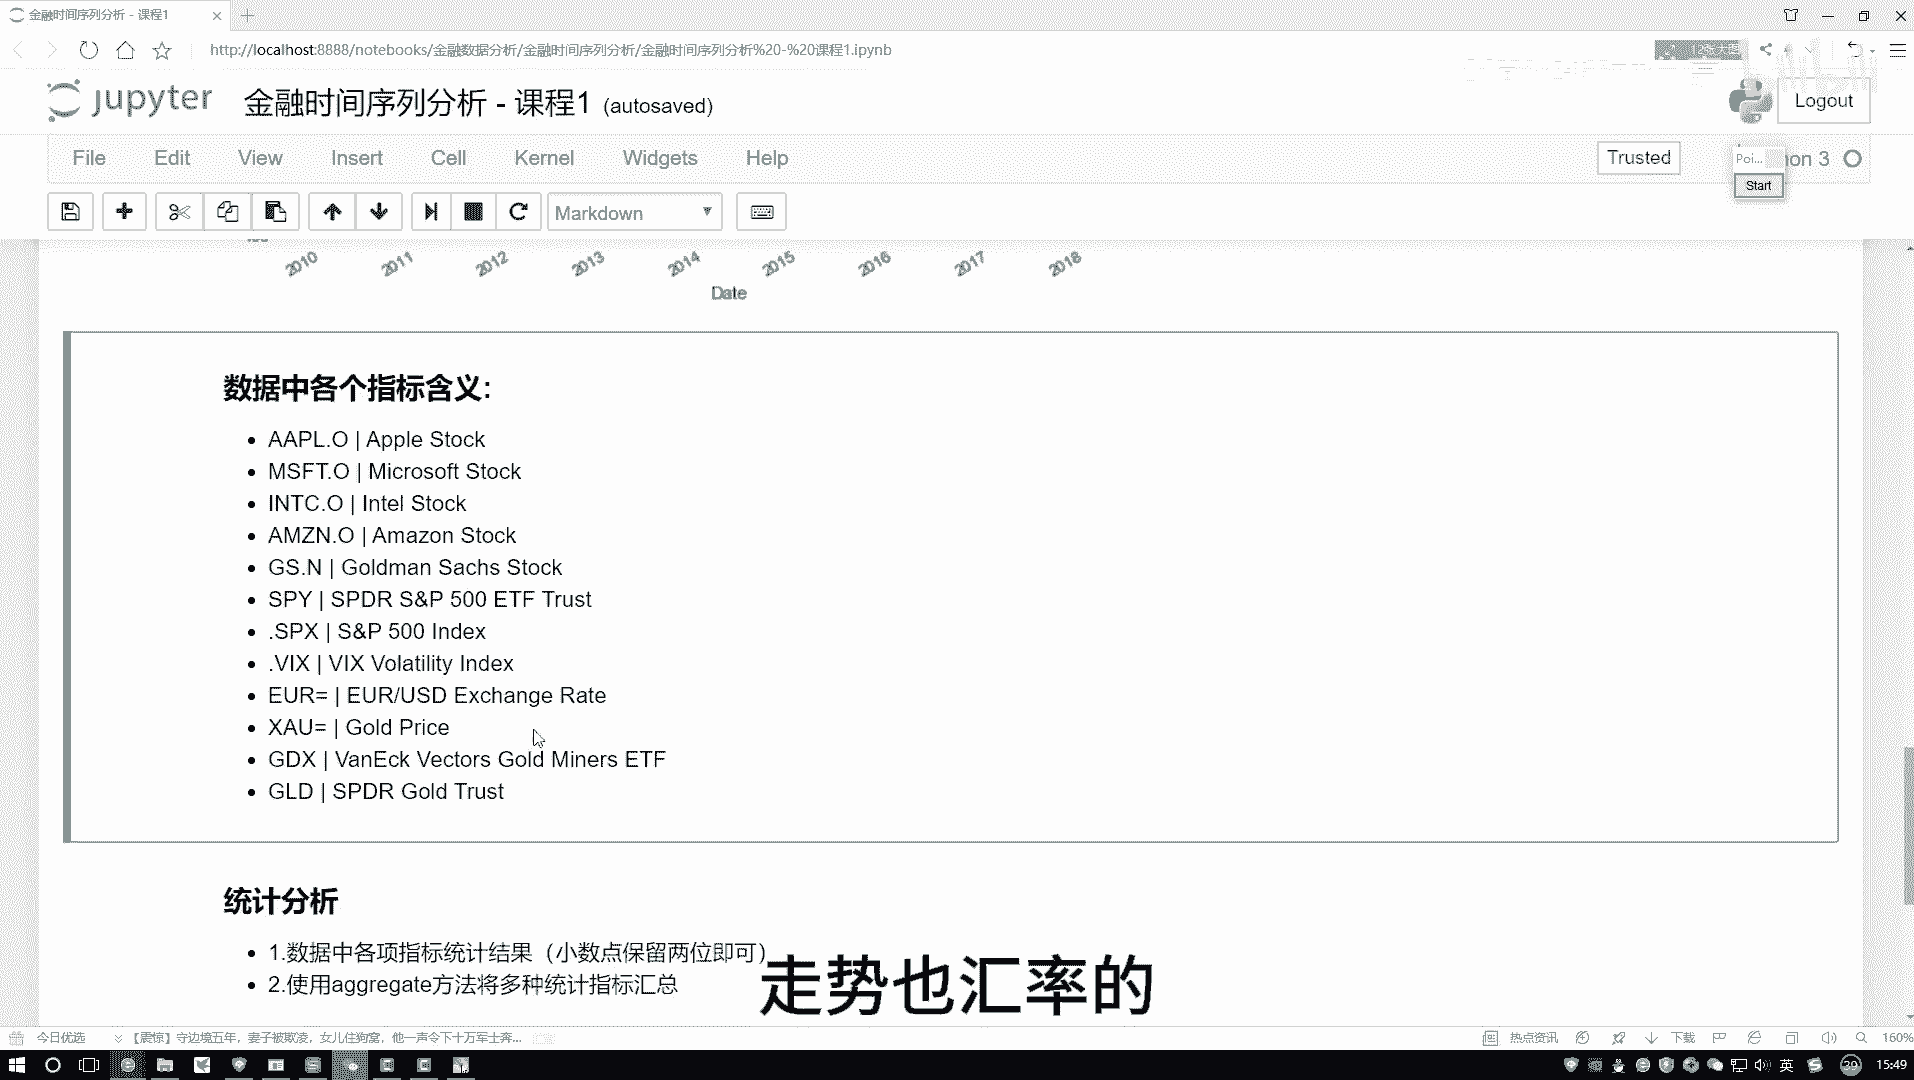 金融时间序列分析 - 课程1
http://localhost:8888/notebooks/金融数据分析/金融时间序列分析/金融时间序列分析%20-%20课程1.ipynb
jupyter 金融时间序列分析 - 课程1 (autosaved)
Logout
File Edit View Insert Cell Kernel Widgets Help
Trusted
Poi...
Start
Markdown
2010 2011 2012 2013 2014 2015 2016 2017 2018
Date
数据中各个指标含义:
AAPL.O | Apple Stock
MSFT.O | Microsoft Stock
INTC.O | Intel Stock
AMZN.O | Amazon Stock
GS.N | Goldman Sachs Stock
SPY | SPDR S&P 500 ETF Trust
.SPX | S&P 500 Index
.VIX | VIX Volatility Index
EUR= | EUR/USD Exchange Rate
XAU= | Gold Price
GDX | VanEck Vectors Gold Miners ETF
GLD | SPDR Gold Trust
统计分析
1.数据中各项指标统计结果（小数点保留两位即可）
2.使用aggregate方法将多种统计指标汇总
走势也汇率的
今日优选 【震惊】守边境五年，妻子被欺凌，女儿住狗窝，他一声令下十万军士奔...
热点资讯 下载 160%
英 39 15:49